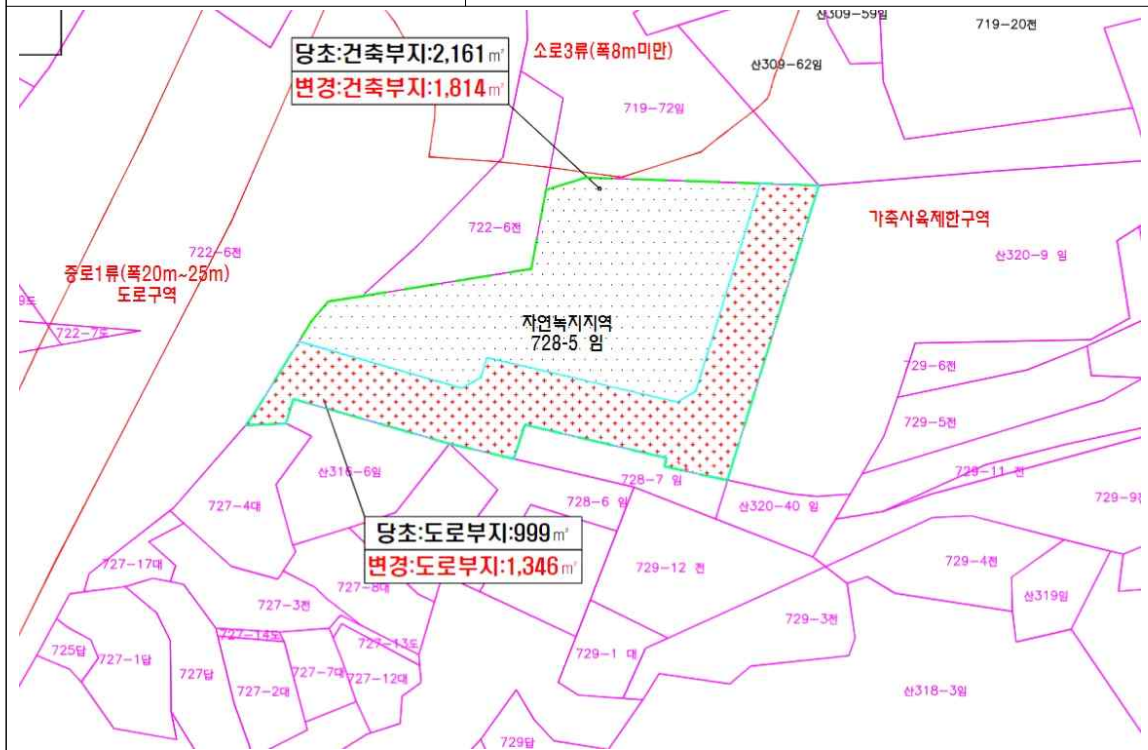 산309-59임
719-20전
당초:건축부지:2,161㎡
변경:건축부지:1,814㎡
소로3류(폭8m미만)
산309-62임
719-72임
가축사육제한구역
722-6전
722-6전
산320-9 임
중로1류(폭20m~25m)
도로구역
자연녹지지역
728-5 임
722-7도
729-6전
729-5전
산316-6임
728-7 임
729-11 전
728-6 임
산320-40 임
727-4대
당초:도로부지:999㎡
변경:도로부지:1,346㎡
727-17대
729-12 전
729-4전
727-8대
산319임
727-3전
729-3전
727-14도
727-13도
725답
727-1답
729-1 대
727답
727-7대
727-12대
727-2대
산318-3임
729답